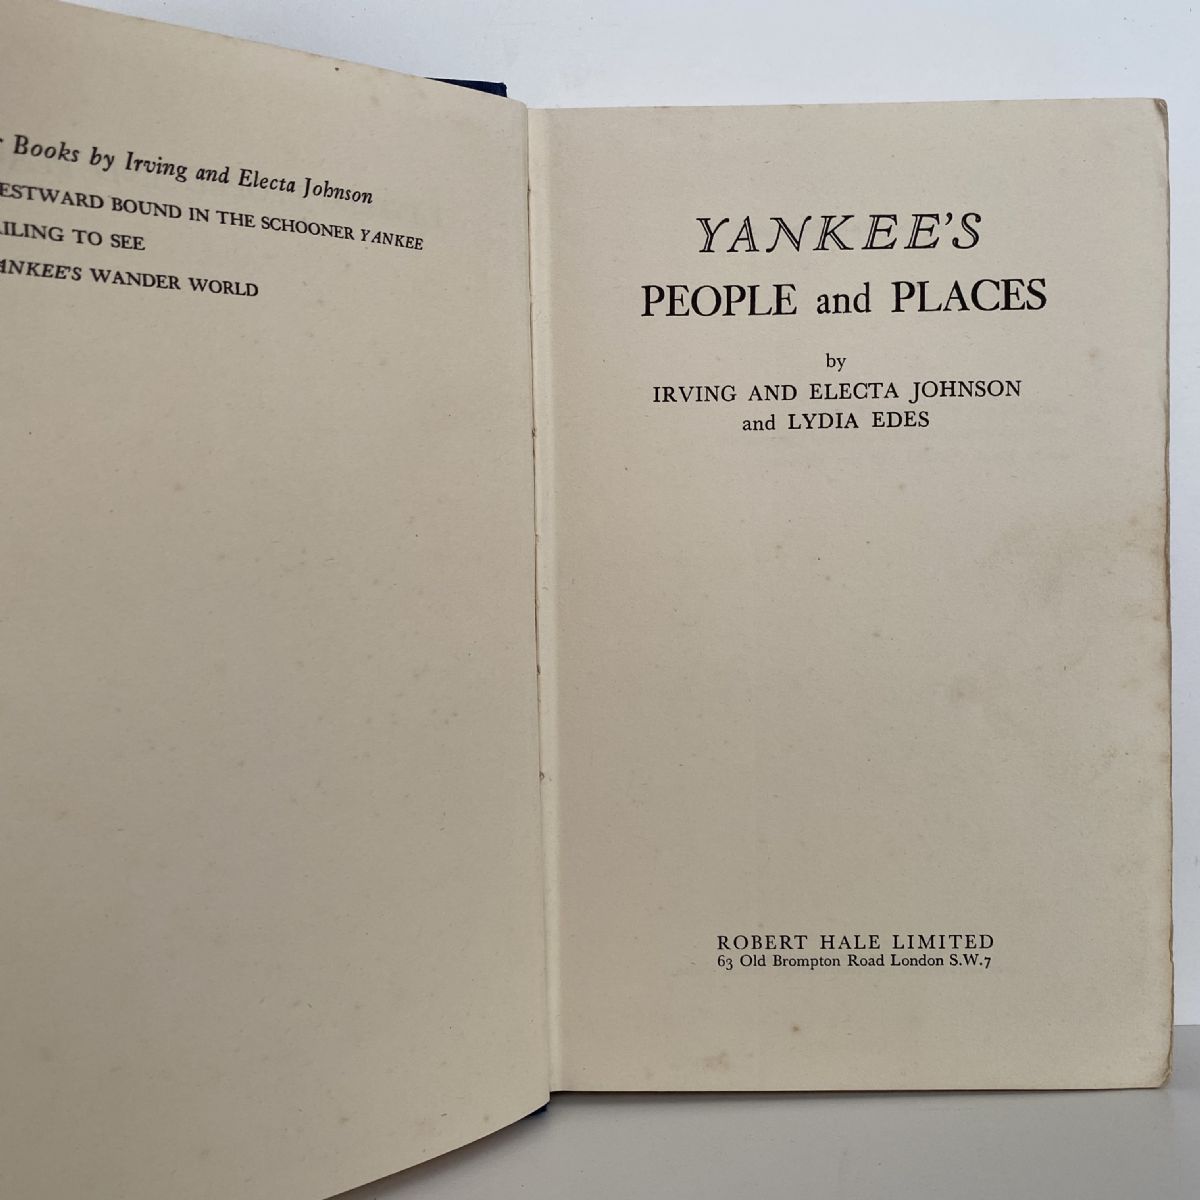 Books by Irving and Electa Johnson
ESTWARD BOUND IN THE SCHOONER YANKEE
AILING TO SEE
ANKEE'S WANDER WORLD
YANKEE'S
PEOPLE and PLACES
by
IRVING AND ELECTA JOHNSON
and LYDIA EDES
ROBERT HALE LIMITED
63 Old Brompton Road London S.W.7